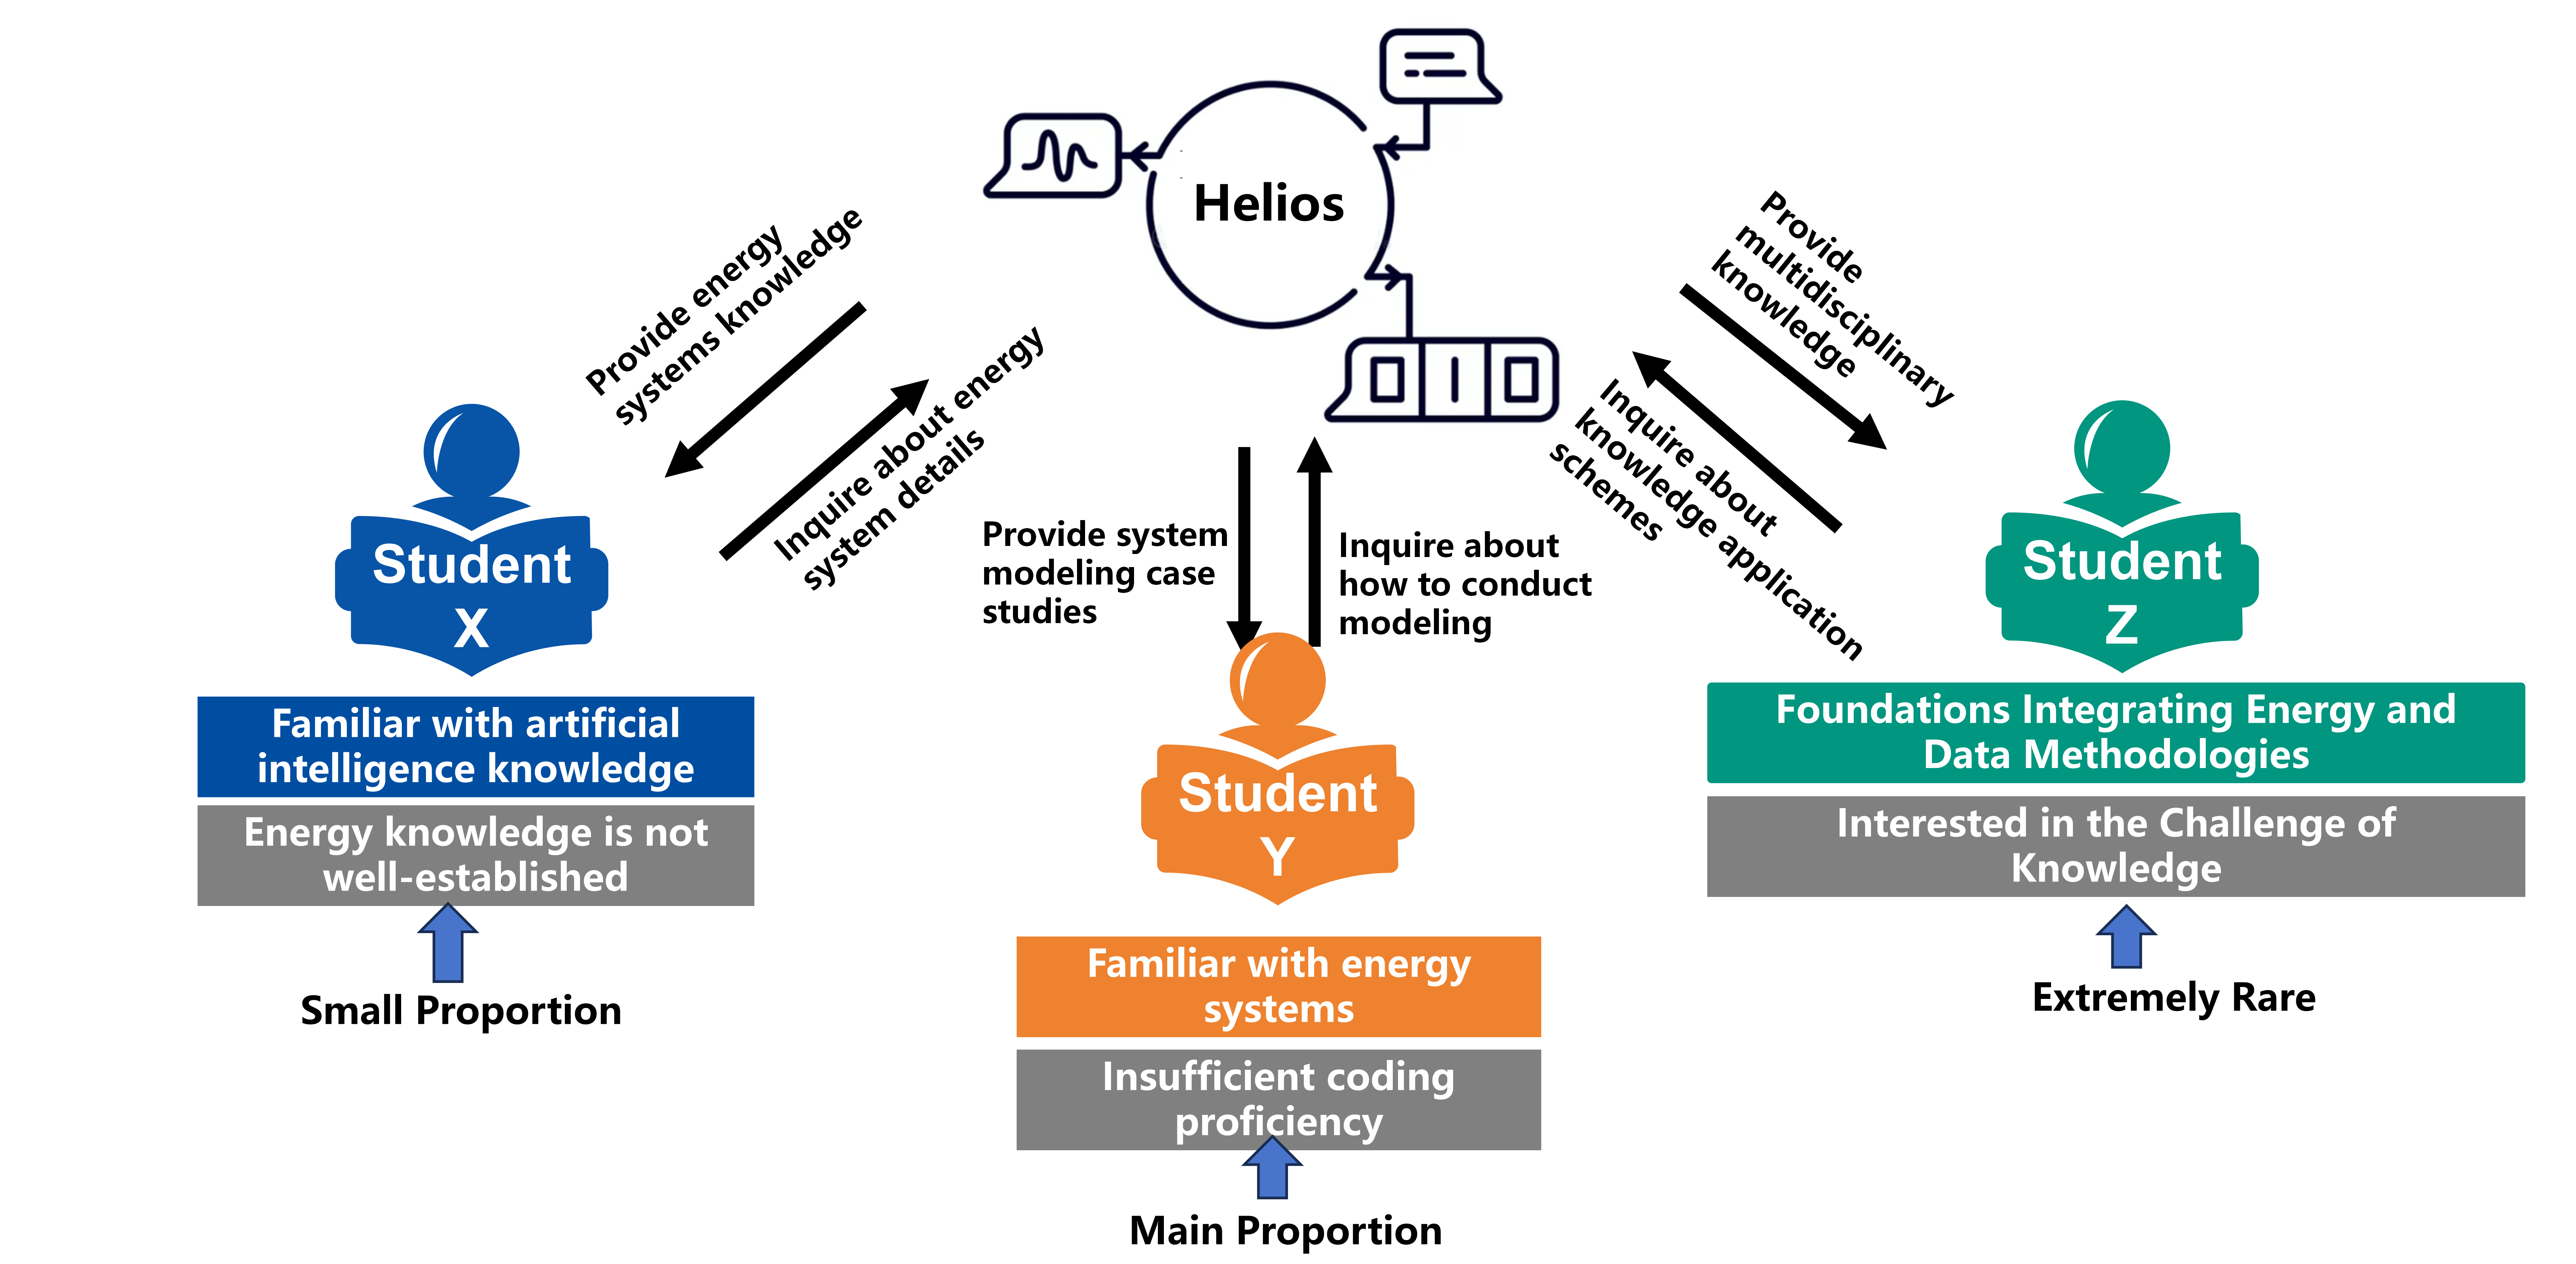 Helios
Provide energy
systems knowledge
Inquire about energy
system details
Provide system
modeling case
studies
Inquire about
how to conduct
modeling
Provide
multidisciplinary
knowledge
Inquire about
knowledge application
schemes
Student
X
Familiar with artificial
intelligence knowledge
Energy knowledge is not
well-established
Small Proportion
Student
Y
Familiar with energy
systems
Insufficient coding
proficiency
Main Proportion
Student
Z
Foundations Integrating Energy and
Data Methodologies
Interested in the Challenge of
Knowledge
Extremely Rare